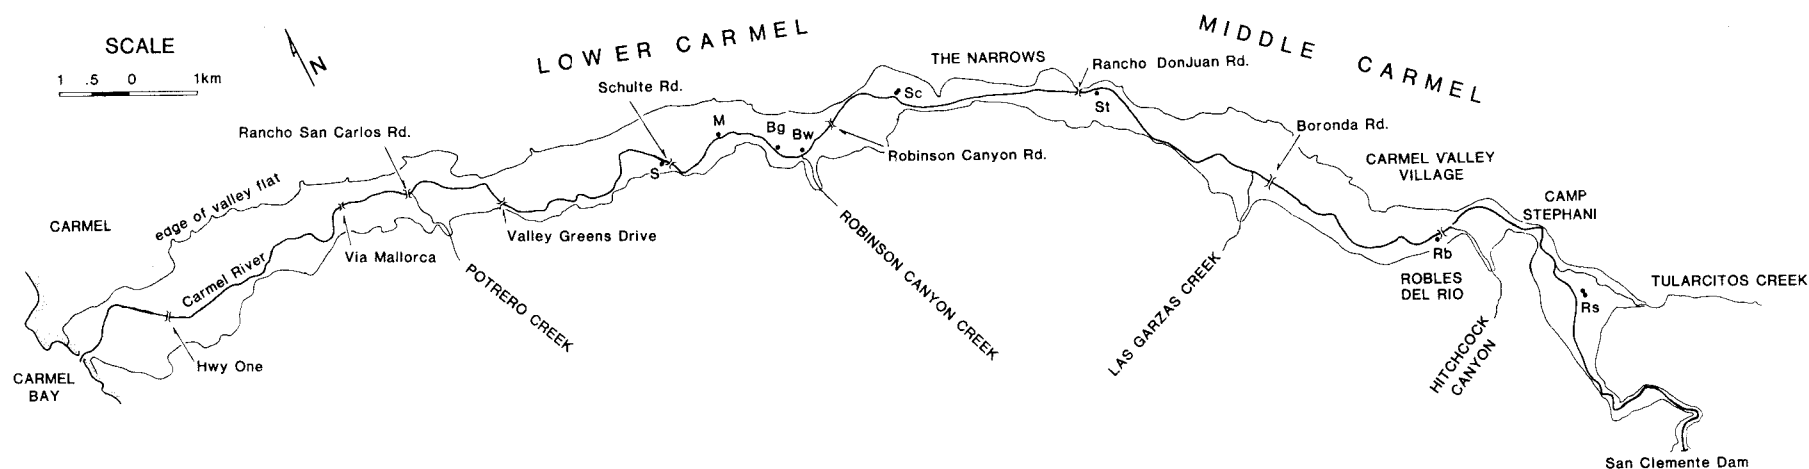 SCALE
1 .5 0 1km
N
LOWER CARMEL
MIDDLE CARMEL
THE NARROWS
Rancho DonJuan Rd.
Schulte Rd.
Sc
St
Rancho San Carlos Rd.
M
Bg
Bw
Boronda Rd.
Robinson Canyon Rd.
CARMEL VALLEY
VILLAGE
S
edge of valley flat
CAMP
STEPHANI
CARMEL
Valley Greens Drive
Via Mallorca
Carmel River
Rb
POTRERO CREEK
ROBINSON CANYON CREEK
LAS GARZAS CREEK
ROBLES
DEL RIO
TULARCITOS CREEK
Rs
HITCHCOCK
CANYON
Hwy One
CARMEL
BAY
San Clemente Dam